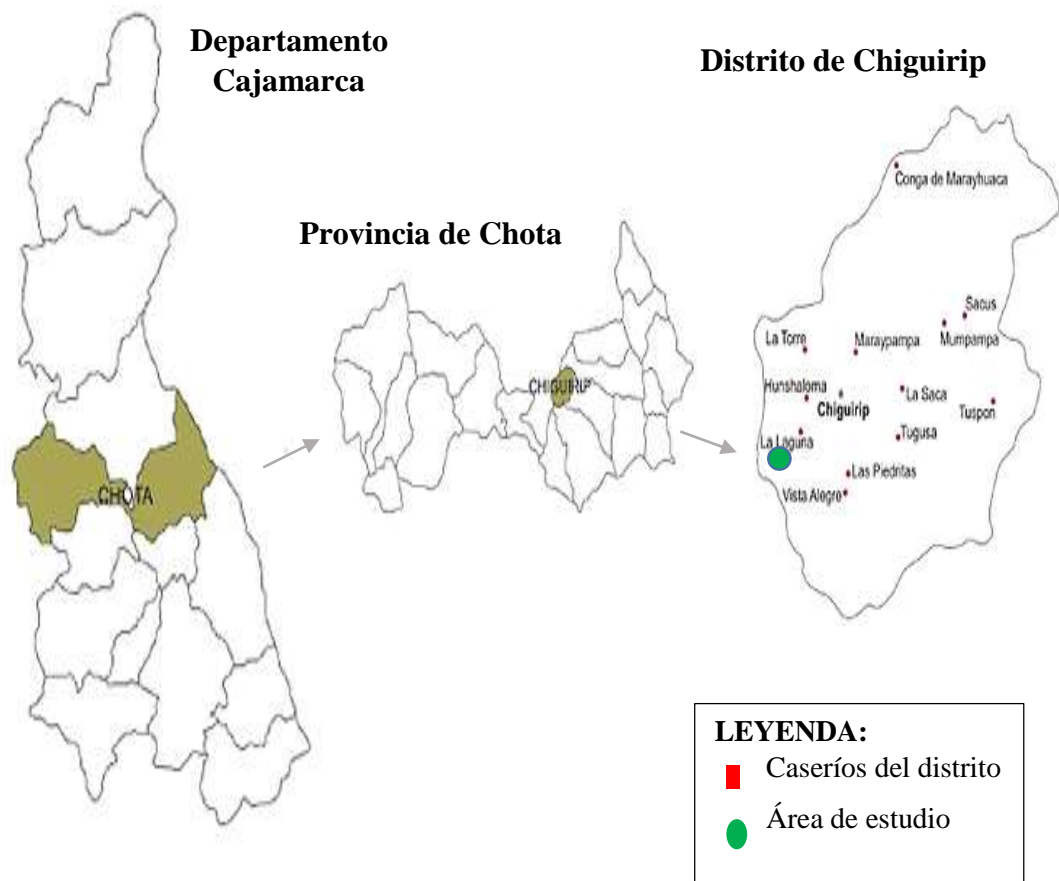 Departamento
Cajamarca
CHOTA
Provincia de Chota
CHIGUIRIP
Distrito de Chiguirip
Conga de Marayhuaca
Sacus
Mumpampa
La Torre
Maraypampa
Hunshaloma
Chiguirip
La Saca
Tuspon
La Laguna
Tugusa
Las Piedritas
Vista Alegre
LEYENDA:
Caseríos del distrito
Área de estudio